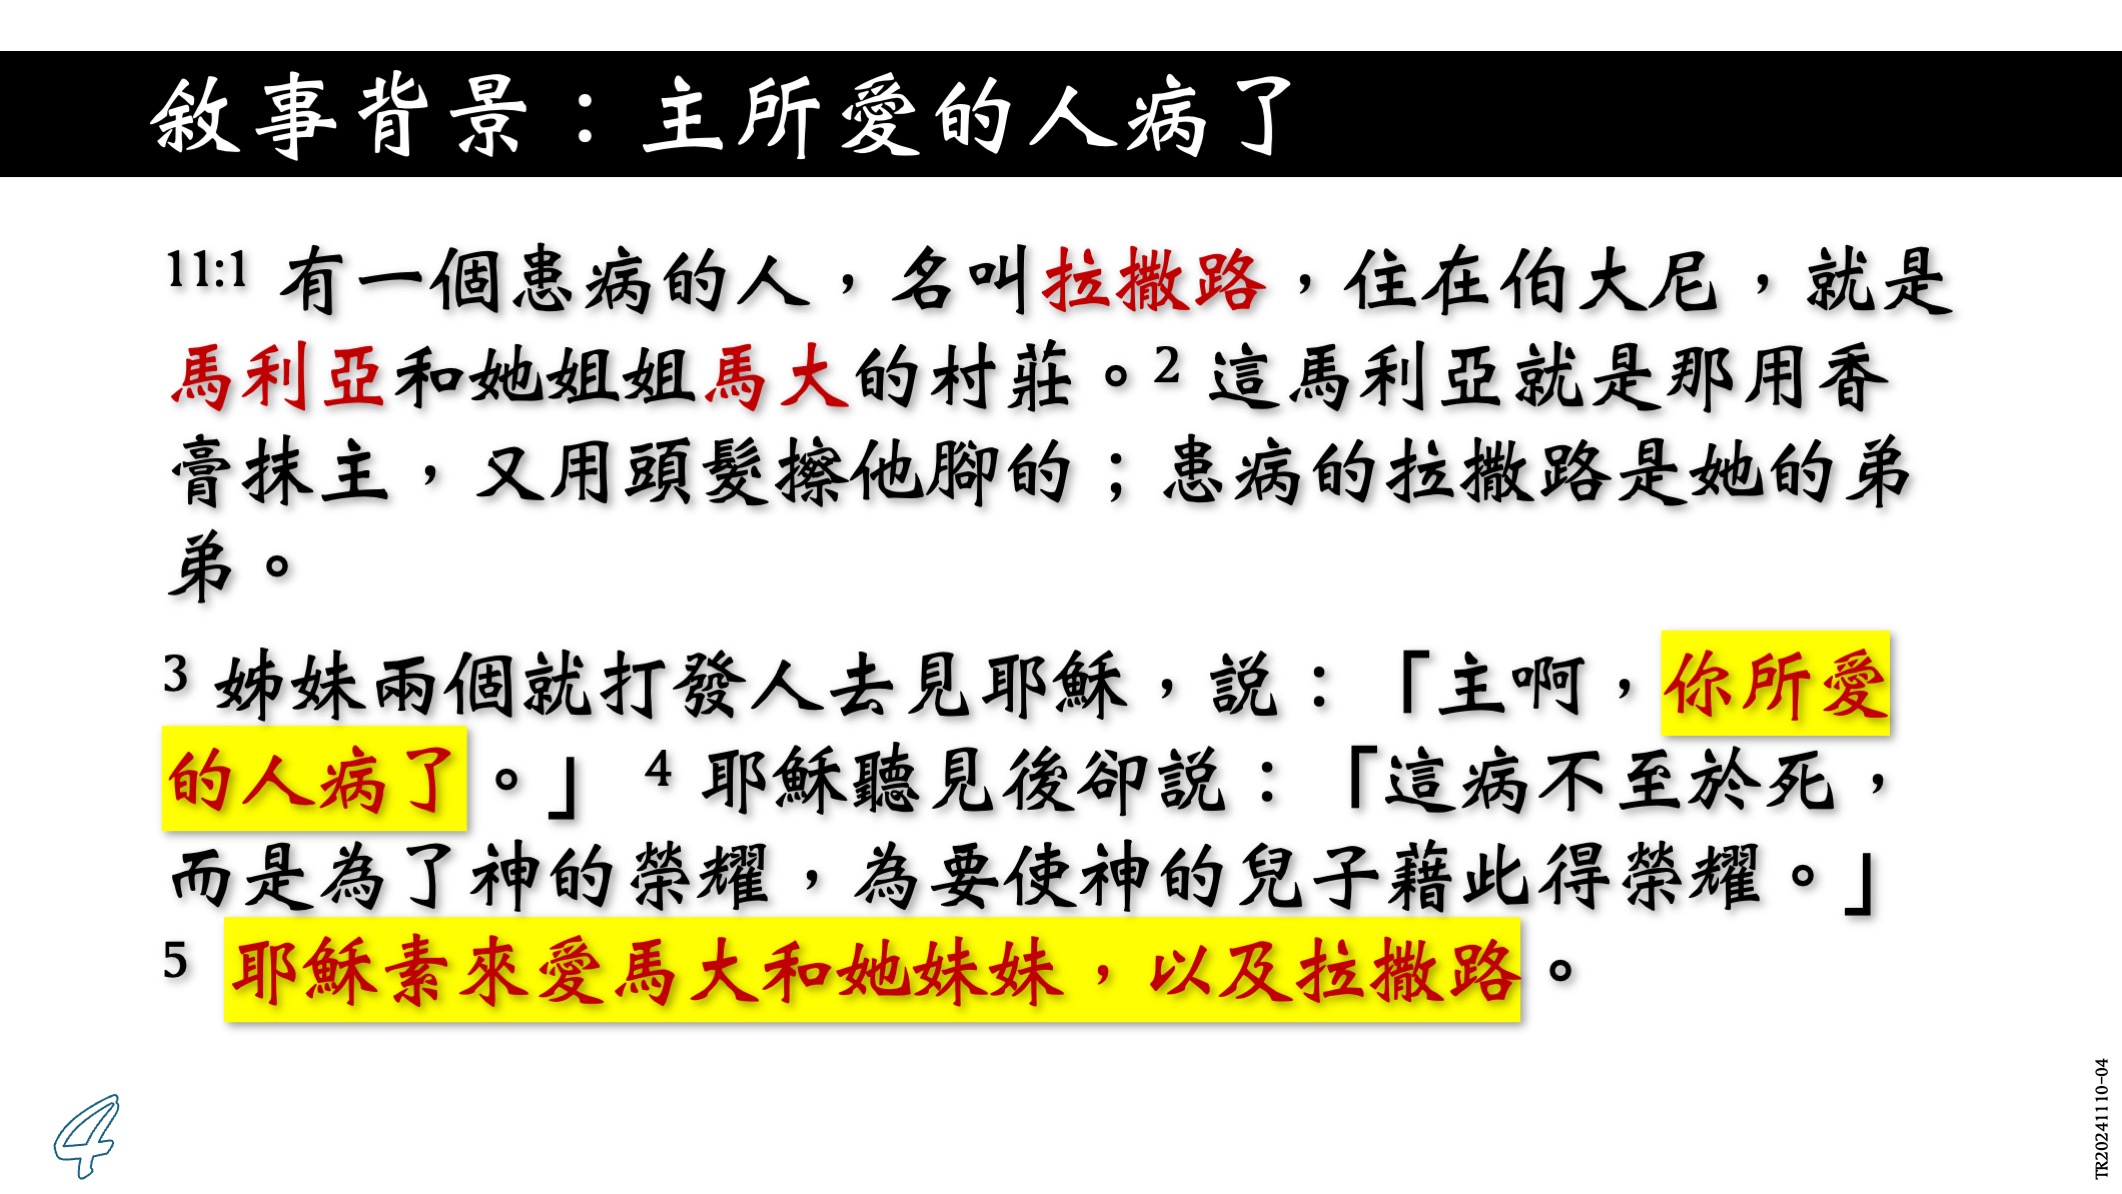 敘事背景：主所愛的人病了
11:1 有一個患病的人，名叫拉撒路，住在伯大尼，就是
馬利亞和她姐姐馬大的村莊。2 這馬利亞就是那用香
膏抹主，又用頭髮擦他腳的；患病的拉撒路是她的弟
弟。
3 姊妹兩個就打發人去見耶穌，説：「主啊，你所愛
的人病了。」 4 耶穌聽見後卻説：「這病不至於死，
而是為了神的榮耀，為要使神的兒子藉此得榮耀。」
5 耶穌素來愛馬大和她妹妹，以及拉撒路。
4
TR20241110-04